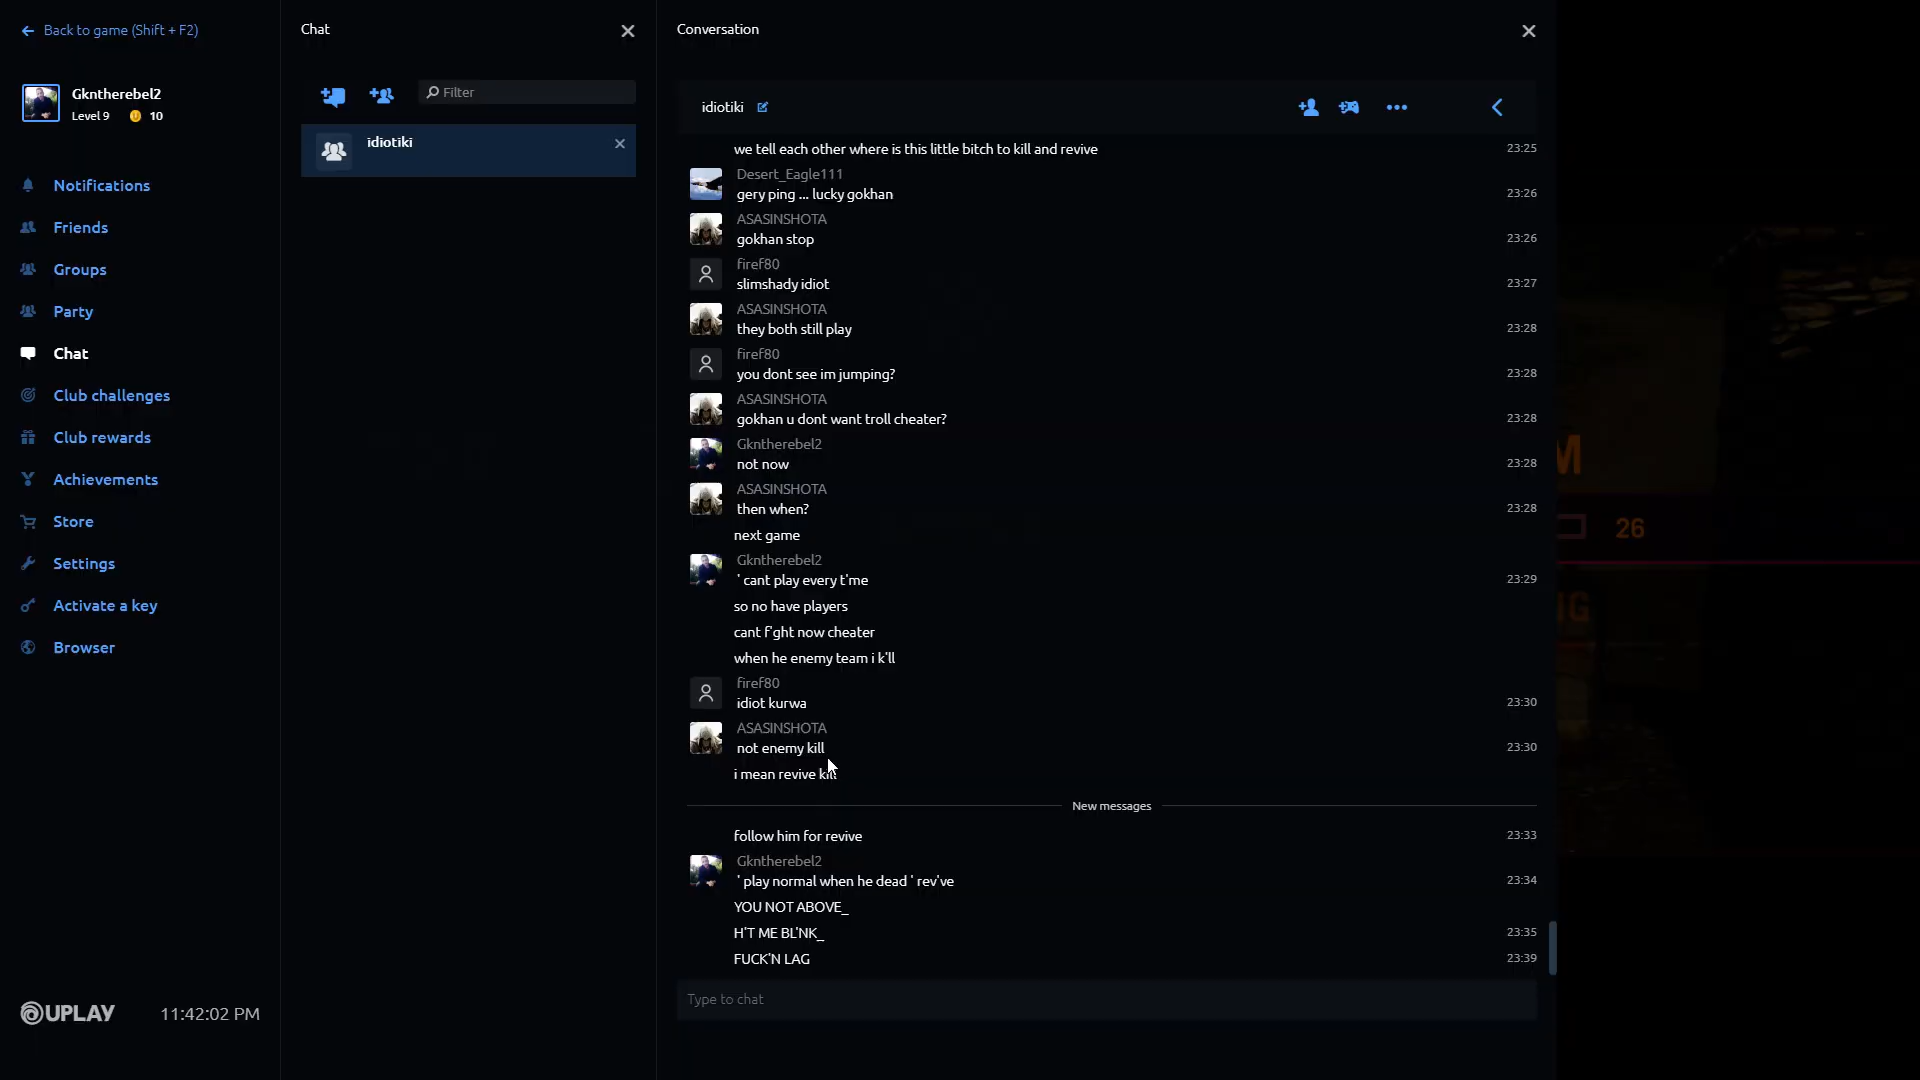 Back to game (Shift + F2)
Gkntherebel2
Level 9 10
Notifications
Friends
Groups
Party
Chat
Club challenges
Club rewards
Achievements
Store
Settings
Activate a key
Browser
UPLAY 11:42:02 PM
Chat
Filter
idiotiki
Conversation
idiotiki
we tell each other where is this little bitch to kill and revive 23:25
Desert_Eagle111
gery ping ... lucky gokhan 23:26
ASASINSHOTA
gokhan stop 23:26
firef80
slimshady idiot 23:27
ASASINSHOTA
they both still play 23:28
firef80
you dont see im jumping? 23:28
ASASINSHOTA
gokhan u dont want troll cheater? 23:28
Gkntherebel2
not now 23:28
ASASINSHOTA
then when? 23:28
next game
Gkntherebel2
' cant play every t'me 23:29
so no have players
cant f'ght now cheater
when he enemy team i k'll
firef80
idiot kurwa 23:30
ASASINSHOTA
not enemy kill 23:30
i mean revive kill
New messages
follow him for revive 23:33
Gkntherebel2
' play normal when he dead ' rev've 23:34
YOU NOT ABOVE_
H'T ME BL'NK_ 23:35
FUCK'N LAG 23:39
Type to chat
M
26
NG